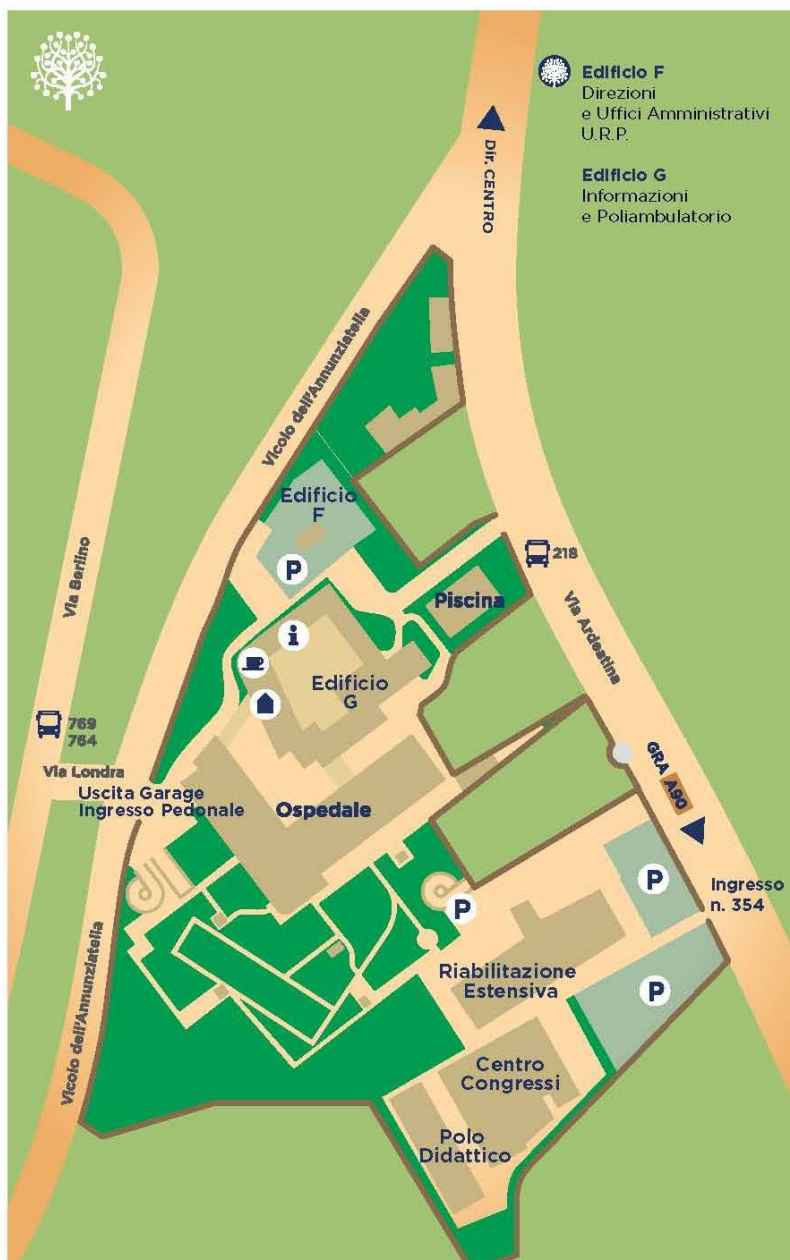 Edificio F
Direzioni
e Uffici Amministrativi
U.R.P.
Edificio G
Informazioni
e Poliambulatorio
Dir. CENTRO
Vicolo dell'Annunziatella
Edificio
F
P
218
Piscina
Via Ardeatina
Via Berlino
i
Edificio
G
769
764
Via Londra
Uscita Garage
Ingresso Pedonale
Ospedale
GRA A90
P
Ingresso
n. 354
P
Riabilitazione
Estensiva
P
Centro
Congressi
Vicolo dell'Annunziatella
Polo
Didattico